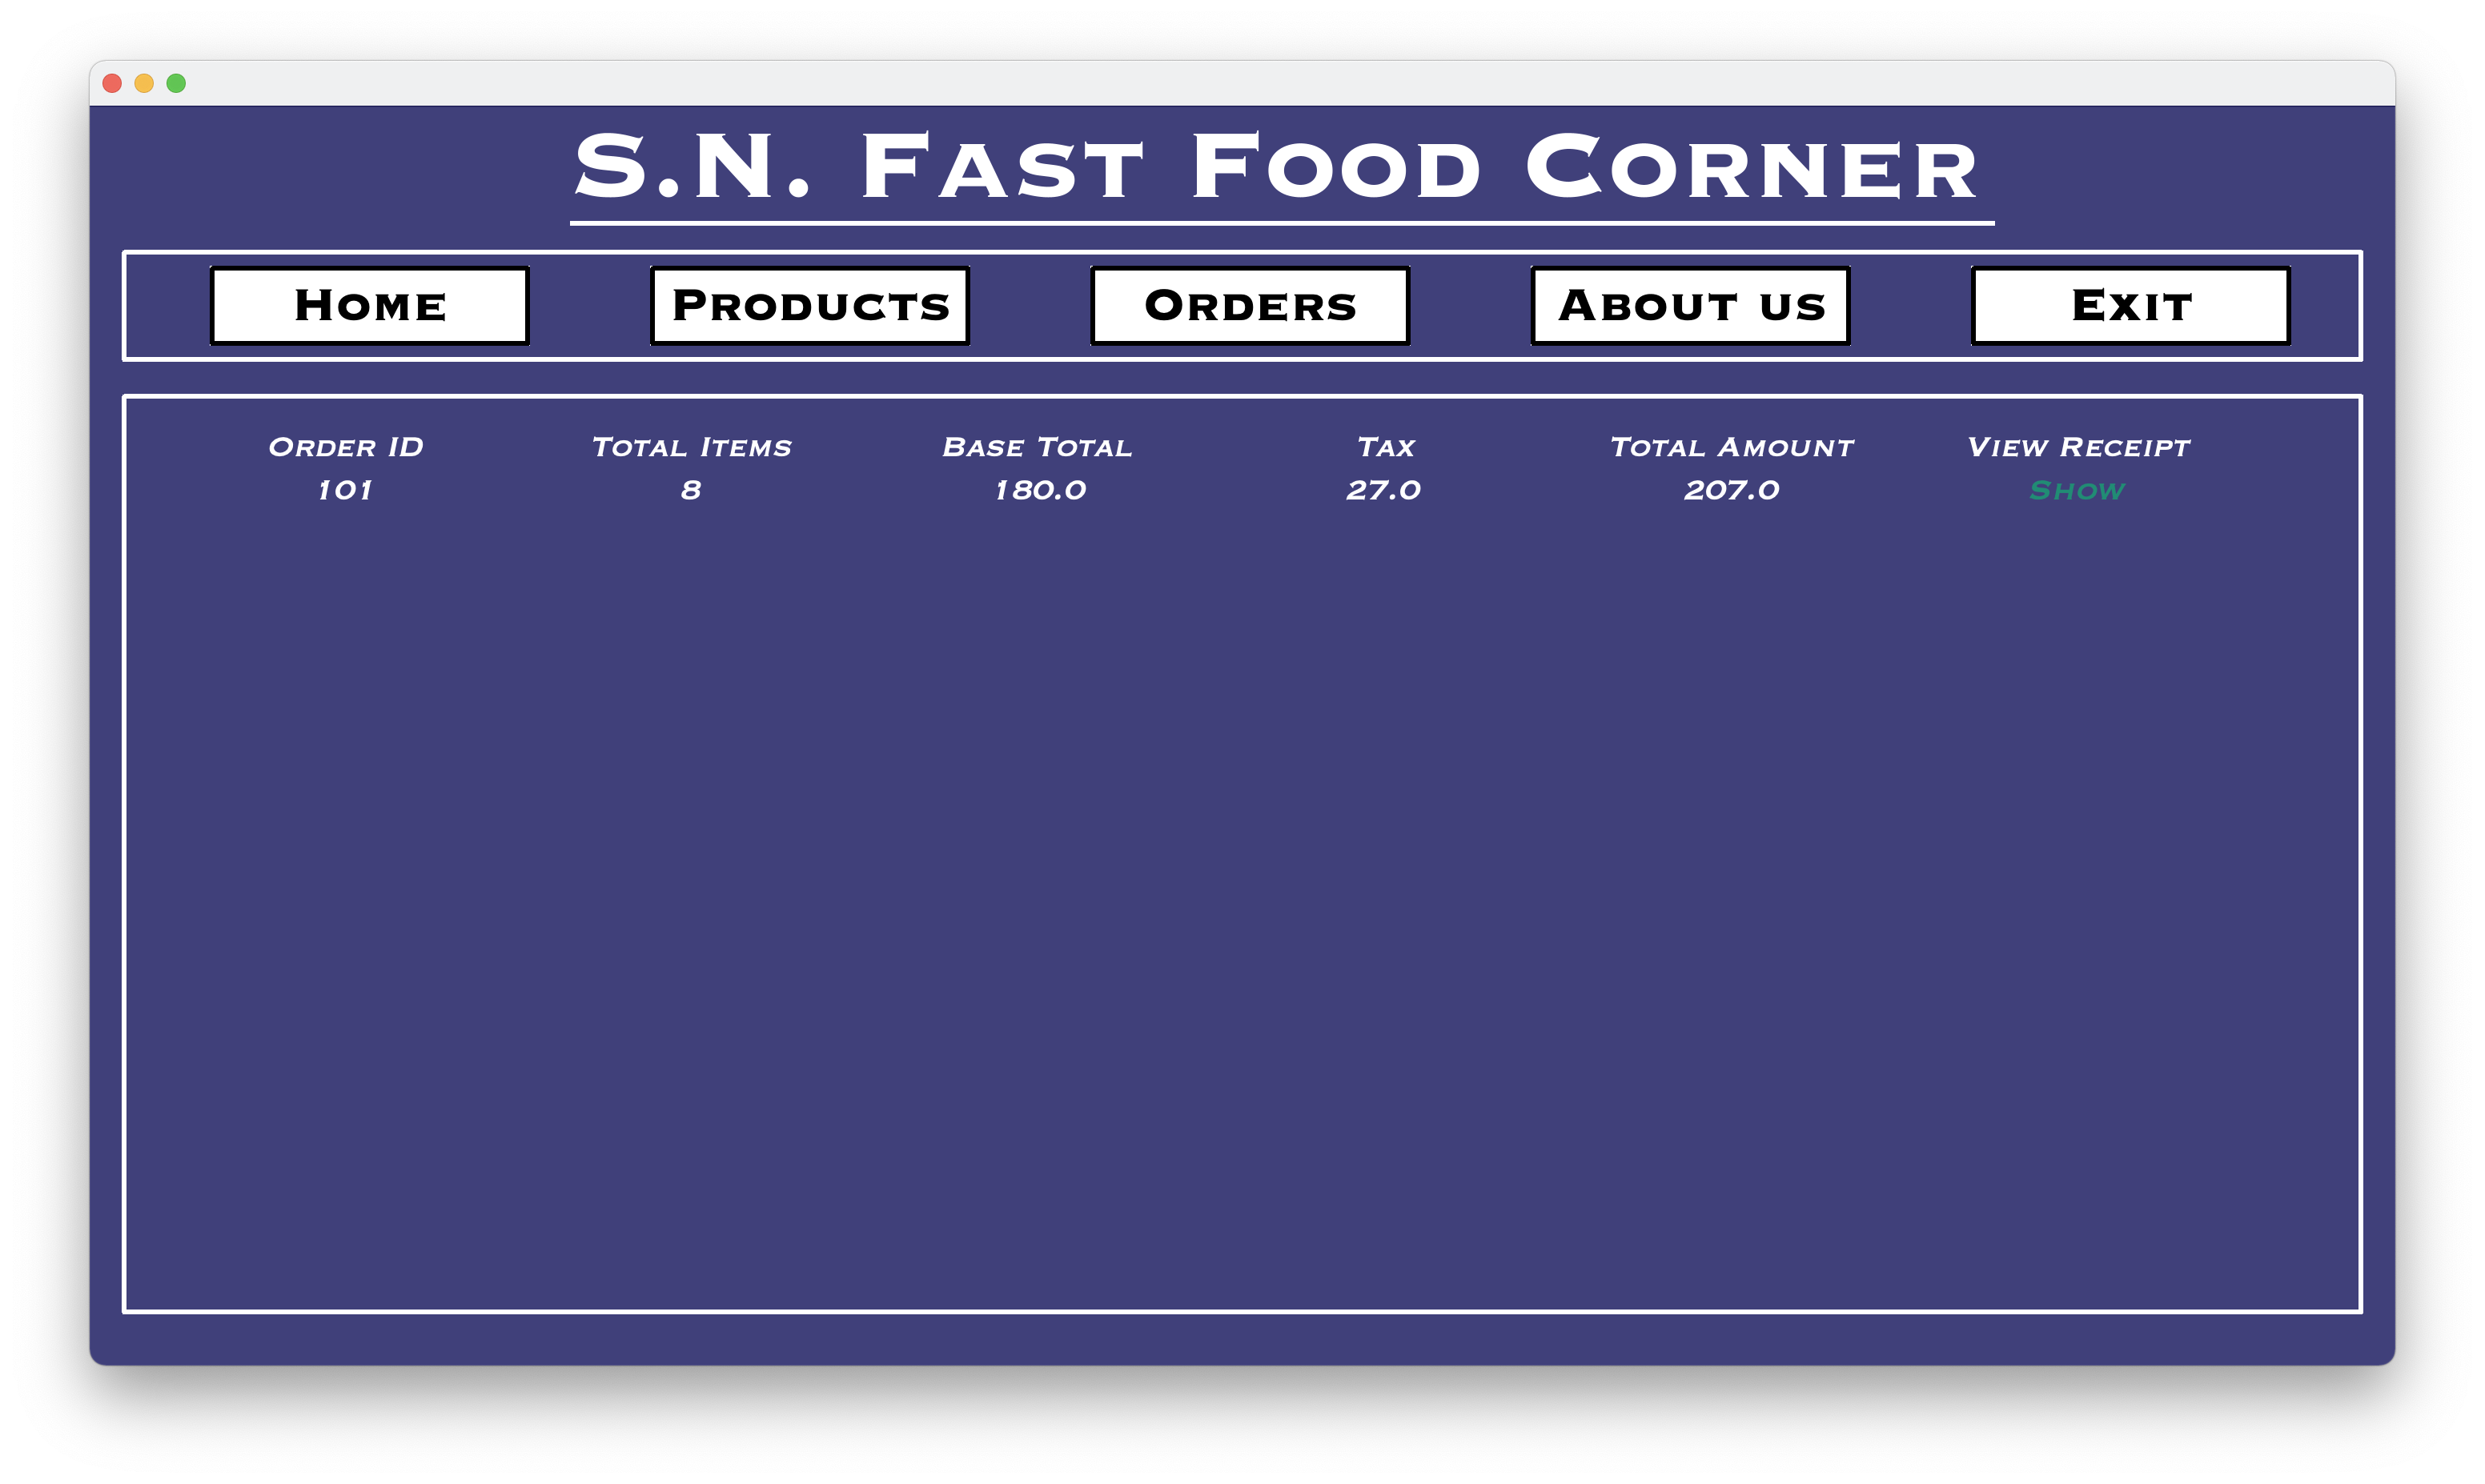 S.N. Fast Food Corner
Home Products Orders About us Exit
Order ID Total Items Base Total Tax Total Amount View Receipt
101 8 180.0 27.0 207.0 Show